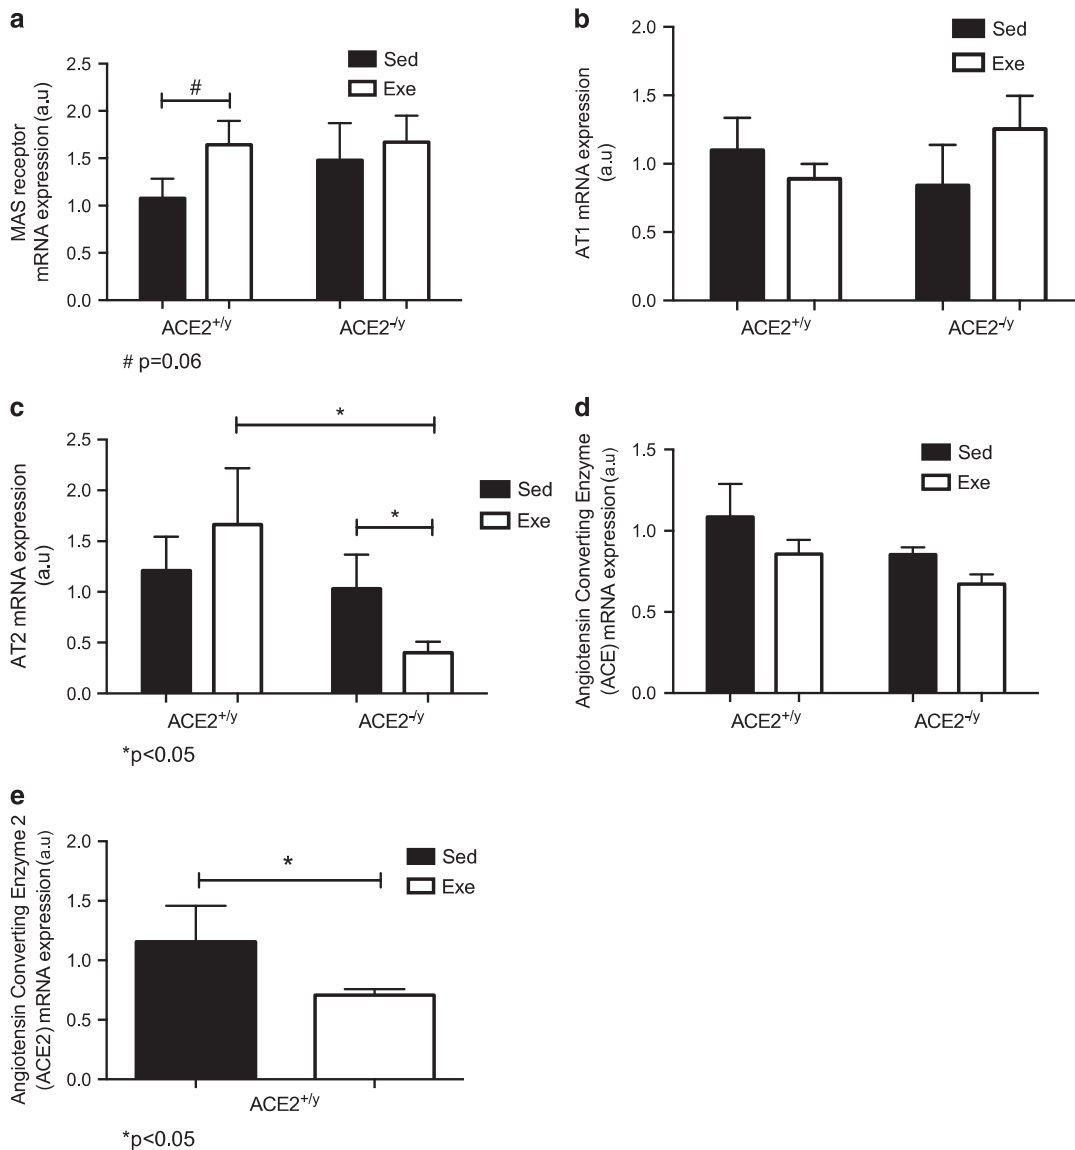 a
MAS receptor
mRNA expression (a.u)
2.5
2.0
1.5
1.0
0.5
0.0
#
Sed
Exe
ACE2+/y
ACE2-/y
# p=0.06
b
AT1 mRNA expression
(a.u)
2.0
1.5
1.0
0.5
0.0
Sed
Exe
ACE2+/y
ACE2-/y
c
AT2 mRNA expression
(a.u)
2.5
2.0
1.5
1.0
0.5
0.0
*
*
Sed
Exe
ACE2+/y
ACE2-/y
*p<0.05
d
Angiotensin Converting Enzyme
(ACE) mRNA expression (a.u)
1.5
1.0
0.5
0.0
Sed
Exe
ACE2+/y
ACE2-/y
e
Angiotensin Converting Enzyme 2
(ACE2) mRNA expression (a.u)
2.0
1.5
1.0
0.5
0.0
*
Sed
Exe
ACE2+/y
*p<0.05